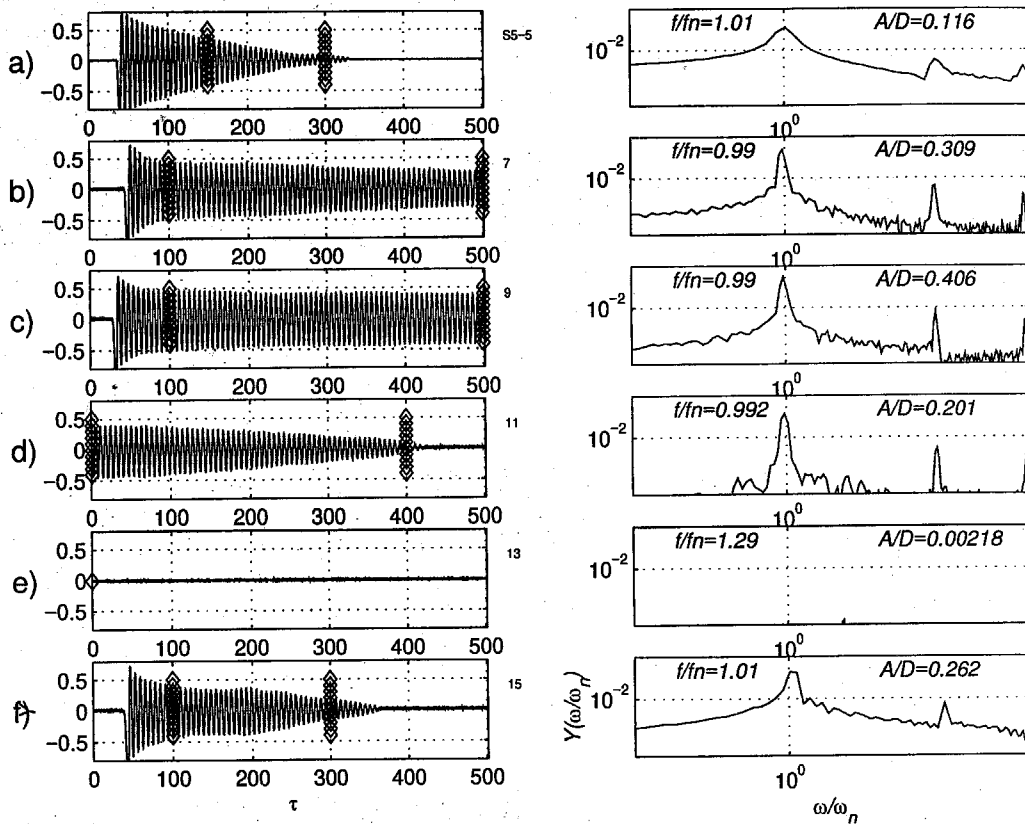 a)
0.5
0
−0.5
0 100 200 300 400 500
S5−5
f/fn=1.01 A/D=0.116
10^-2
10^0
b)
0.5
0
−0.5
0 100 200 300 400 500
7
f/fn=0.99 A/D=0.309
10^-2
10^0
c)
0.5
0
−0.5
0 100 200 300 400 500
9
f/fn=0.99 A/D=0.406
10^-2
10^0
d)
0.5
0
−0.5
0 100 200 300 400 500
11
f/fn=0.992 A/D=0.201
10^-2
10^0
e)
0.5
0
−0.5
0 100 200 300 400 500
13
f/fn=1.29 A/D=0.00218
10^-2
10^0
f)
0.5
0
−0.5
0 100 200 300 400 500
τ
15
f/fn=1.01 A/D=0.262
Y(ω/ω_n)
10^-2
10^0
ω/ω_n